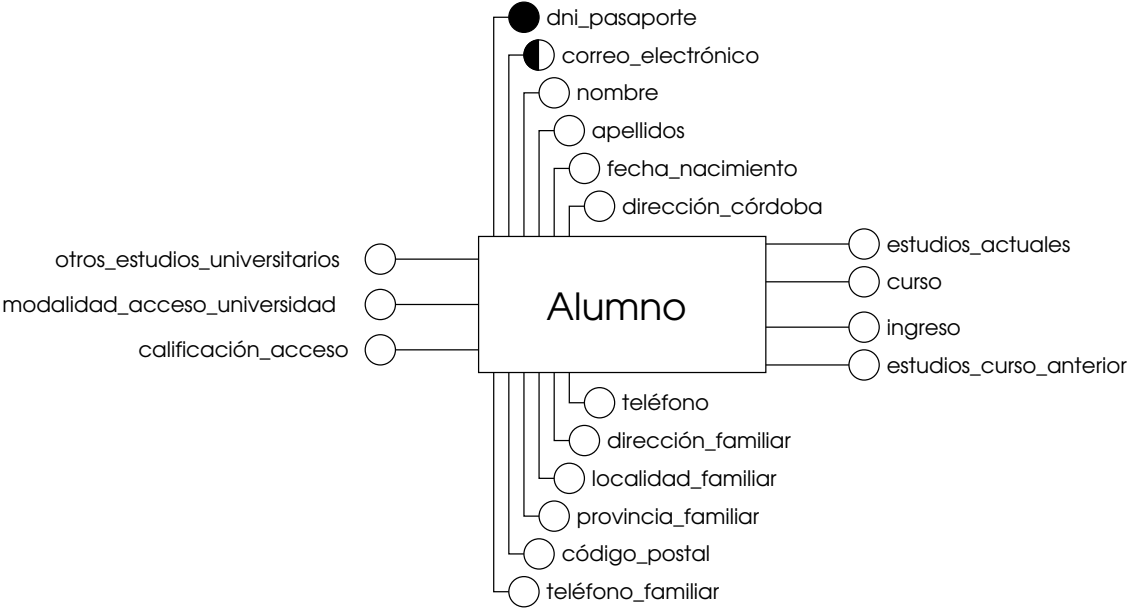 dni_pasaporte
correo_electrónico
nombre
apellidos
fecha_nacimiento
dirección_córdoba
otros_estudios_universitarios
modalidad_acceso_universidad
calificación_acceso
Alumno
estudios_actuales
curso
ingreso
estudios_curso_anterior
teléfono
dirección_familiar
localidad_familiar
provincia_familiar
código_postal
teléfono_familiar